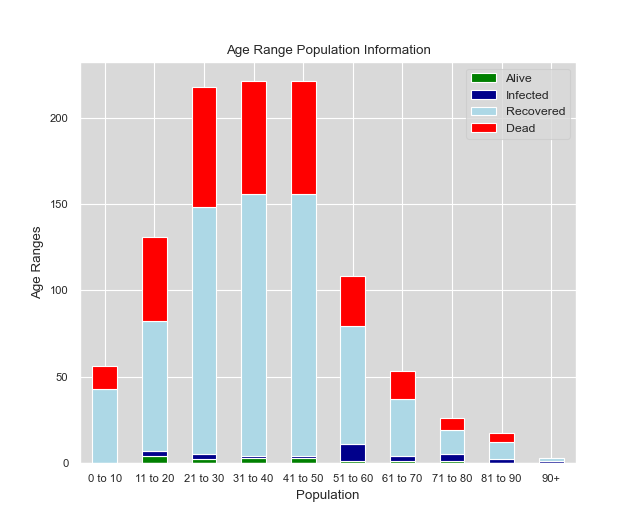 Age Range Population Information
Alive
Infected
Recovered
Dead
200
150
100
50
0
Age Ranges
0 to 10 11 to 20 21 to 30 31 to 40 41 to 50 51 to 60 61 to 70 71 to 80 81 to 90 90+
Population